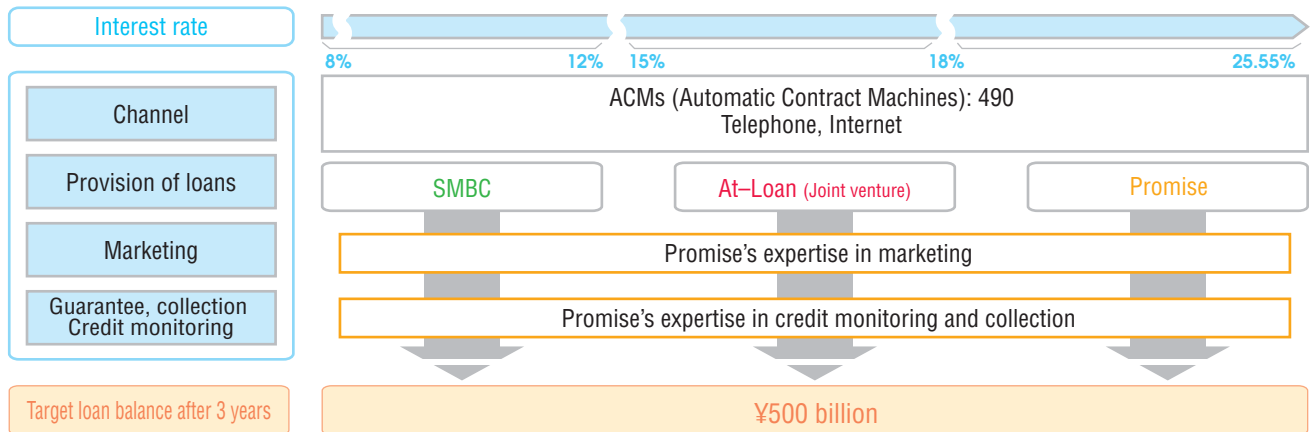 Interest rate
8% 12% 15% 18% 25.55%
Channel
ACMs (Automatic Contract Machines): 490
Telephone, Internet
Provision of loans
SMBC
At–Loan (Joint venture)
Promise
Marketing
Promise’s expertise in marketing
Guarantee, collection
Credit monitoring
Promise’s expertise in credit monitoring and collection
Target loan balance after 3 years
¥500 billion